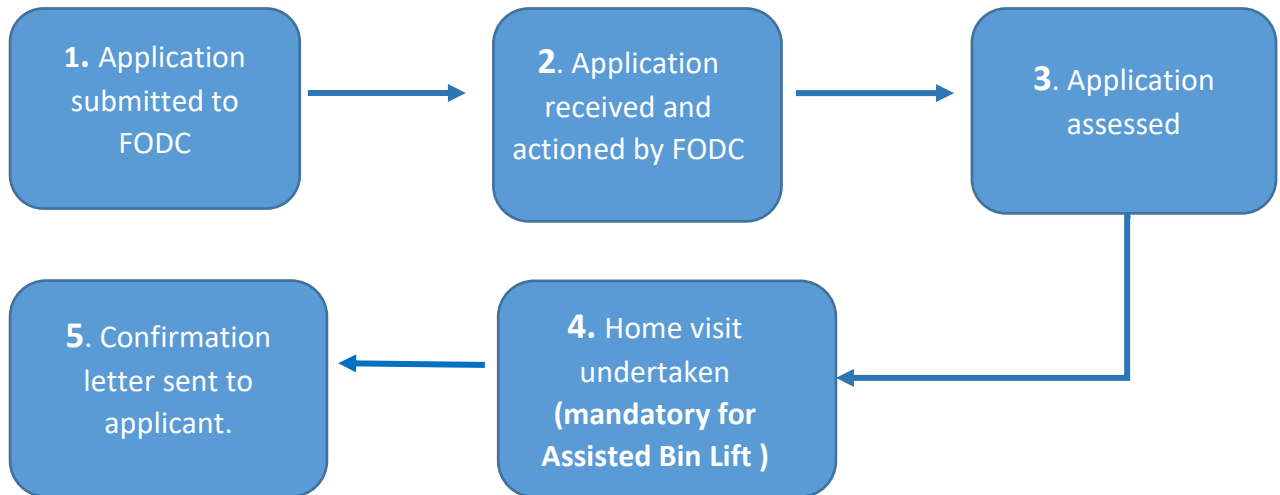 1. Application
submitted to
FODC
2. Application
received and
actioned by FODC
3. Application
assessed
4. Home visit
undertaken
(mandatory for
Assisted Bin Lift )
5. Confirmation
letter sent to
applicant.